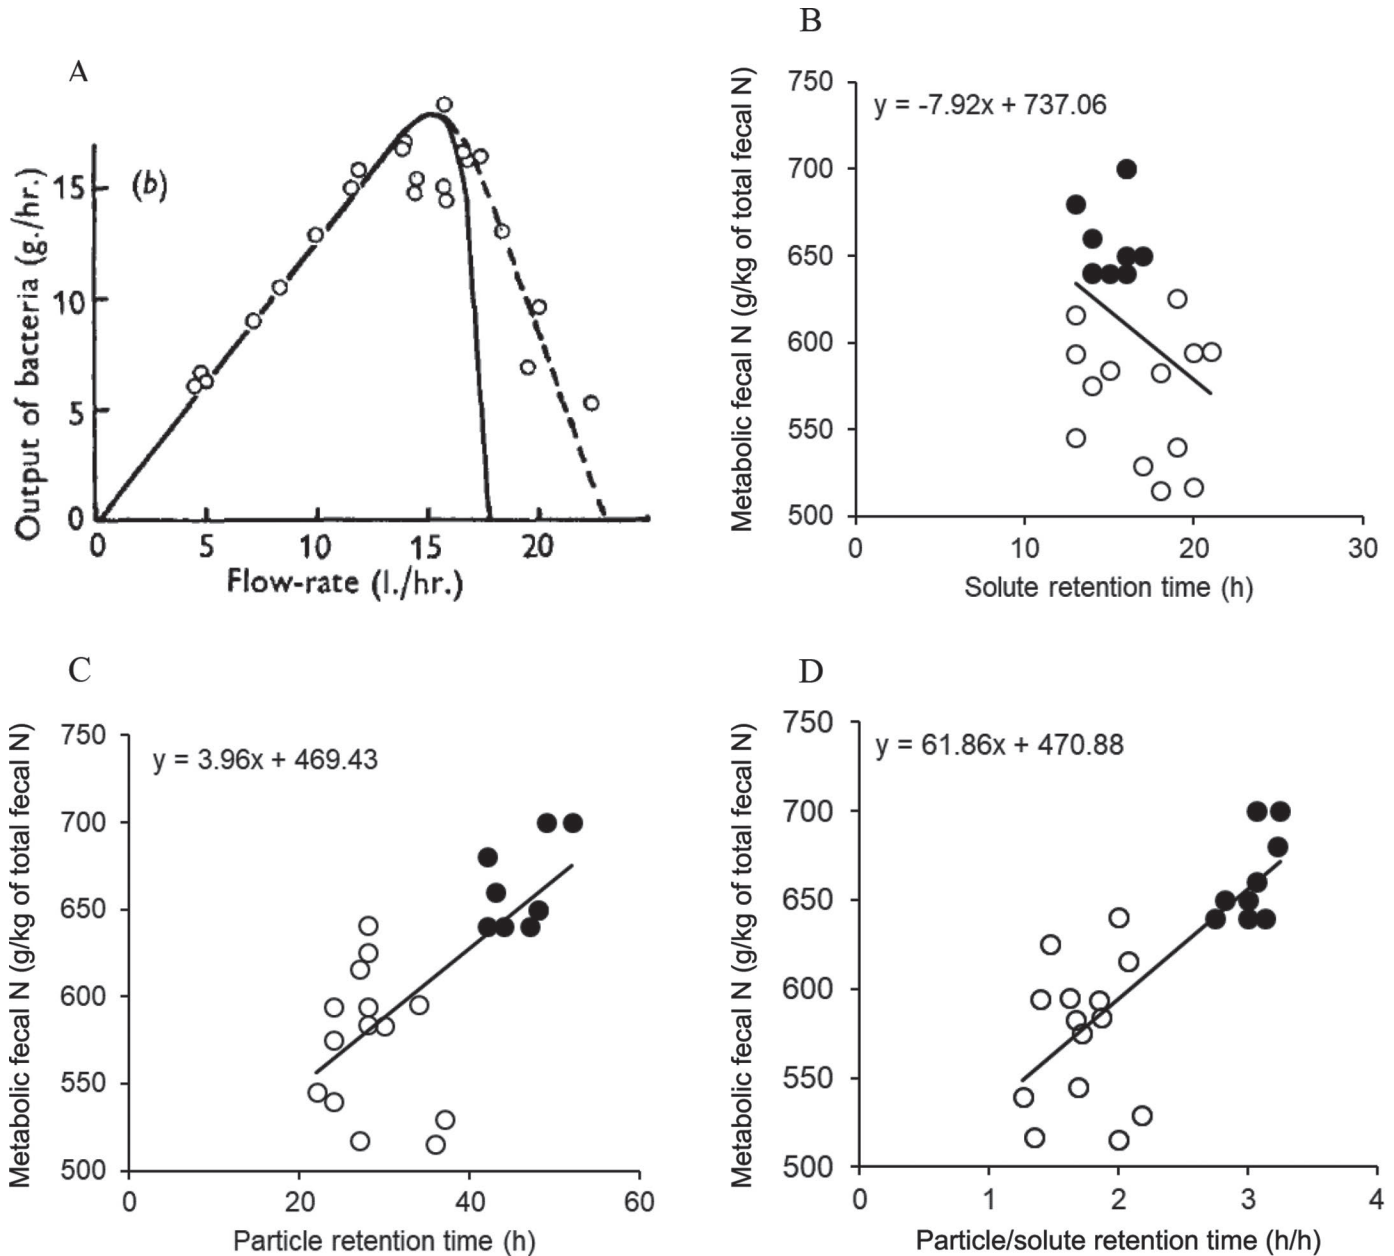 A
Output of bacteria (g./hr.)
(b)
15
10
5
0
0 5 10 15 20
Flow-rate (l./hr.)
B
Metabolic fecal N (g/kg of total fecal N)
y = -7.92x + 737.06
750
700
650
600
550
500
0 10 20 30
Solute retention time (h)
C
Metabolic fecal N (g/kg of total fecal N)
y = 3.96x + 469.43
750
700
650
600
550
500
0 20 40 60
Particle retention time (h)
D
Metabolic fecal N (g/kg of total fecal N)
y = 61.86x + 470.88
750
700
650
600
550
500
0 1 2 3 4
Particle/solute retention time (h/h)